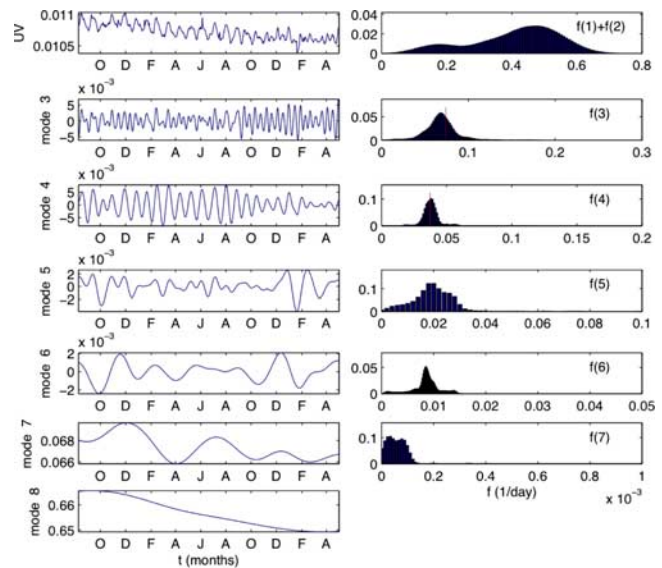 0.011
0.0105
UV
O D F A J A O D F A
0.04
0.02
0
0 0.2 0.4 0.6 0.8
f(1)+f(2)
x 10⁻³
5
0
−5
mode 3
O D F A J A O D F A
0.05
0
0 0.1 0.2 0.3
f(3)
x 10⁻³
5
0
−5
mode 4
O D F A J A O D F A
0.1
0
0 0.05 0.1 0.15 0.2
f(4)
x 10⁻³
2
0
−2
mode 5
O D F A J A O D F A
0.1
0
0 0.02 0.04 0.06 0.08 0.1
f(5)
x 10⁻³
2
0
−2
mode 6
O D F A J A O D F A
0.05
0
0 0.01 0.02 0.03 0.04 0.05
f(6)
0.068
0.066
mode 7
O D F A J A O D F A
0.1
0
0 0.2 0.4 0.6 0.8 1
f(7)
f (1/day)
x 10⁻³
0.66
0.65
mode 8
O D F A J A O D F A
t (months)